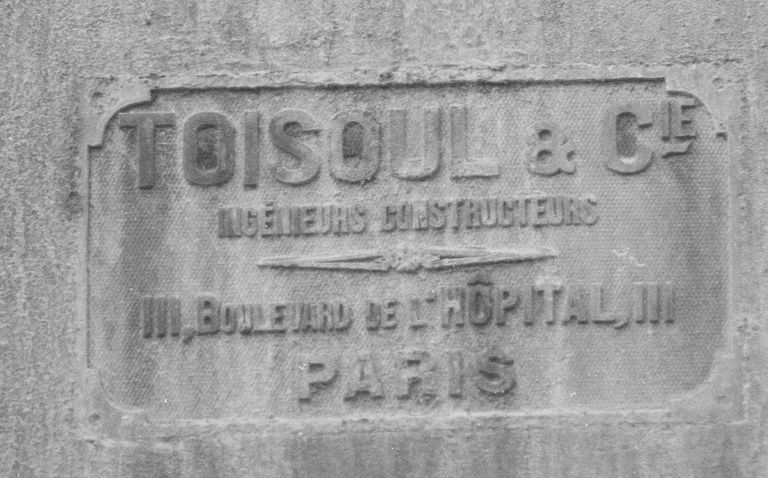 TOISOUL & CIE
INGÉNIEURS CONSTRUCTEURS
111, BOULEVARD DE L'HÔPITAL, 111
PARIS